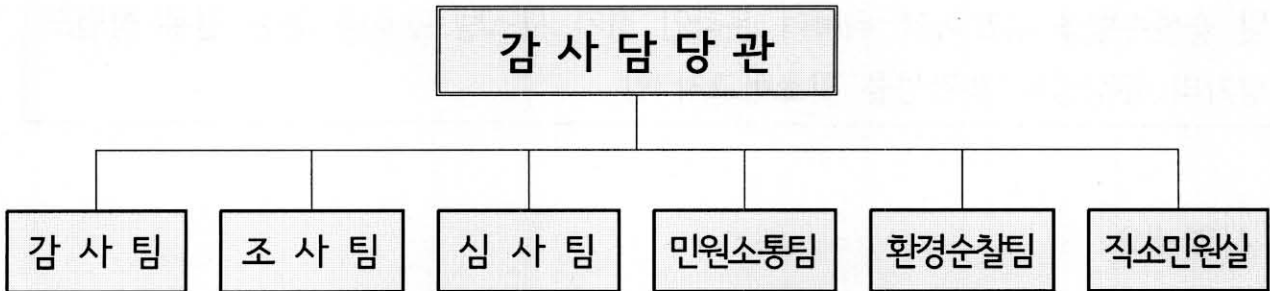 감 사 담 당 관
감 사 팀
조 사 팀
심 사 팀
민원소통팀
환경순찰팀
직소민원실